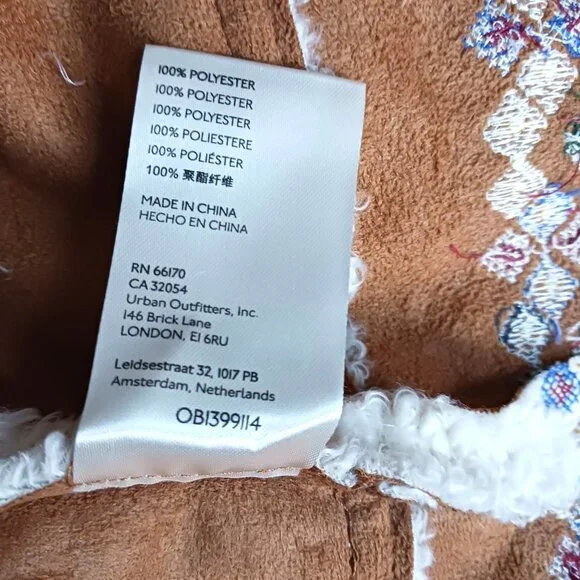 100% POLYESTER
100% POLYESTER
100% POLYESTER
100% POLIESTERE
100% POLIÉSTER
100% 聚酯纤维
MADE IN CHINA
HECHO EN CHINA
RN 66170
CA 32054
Urban Outfitters, Inc.
146 Brick Lane
LONDON, E1 6RU
Leidsestraat 32, 1017 PB
Amsterdam, Netherlands
OB1399114